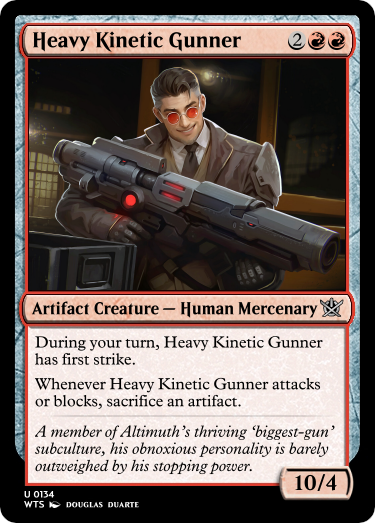 Heavy Kinetic Gunner 2
Artifact Creature — Human Mercenary
During your turn, Heavy Kinetic Gunner
has first strike.
Whenever Heavy Kinetic Gunner attacks
or blocks, sacrifice an artifact.
A member of Altimuth's thriving ‘biggest-gun’
subculture, his obnoxious personality is barely
outweighed by his stopping power.
10/4
U 0134
WTS DOUGLAS DUARTE